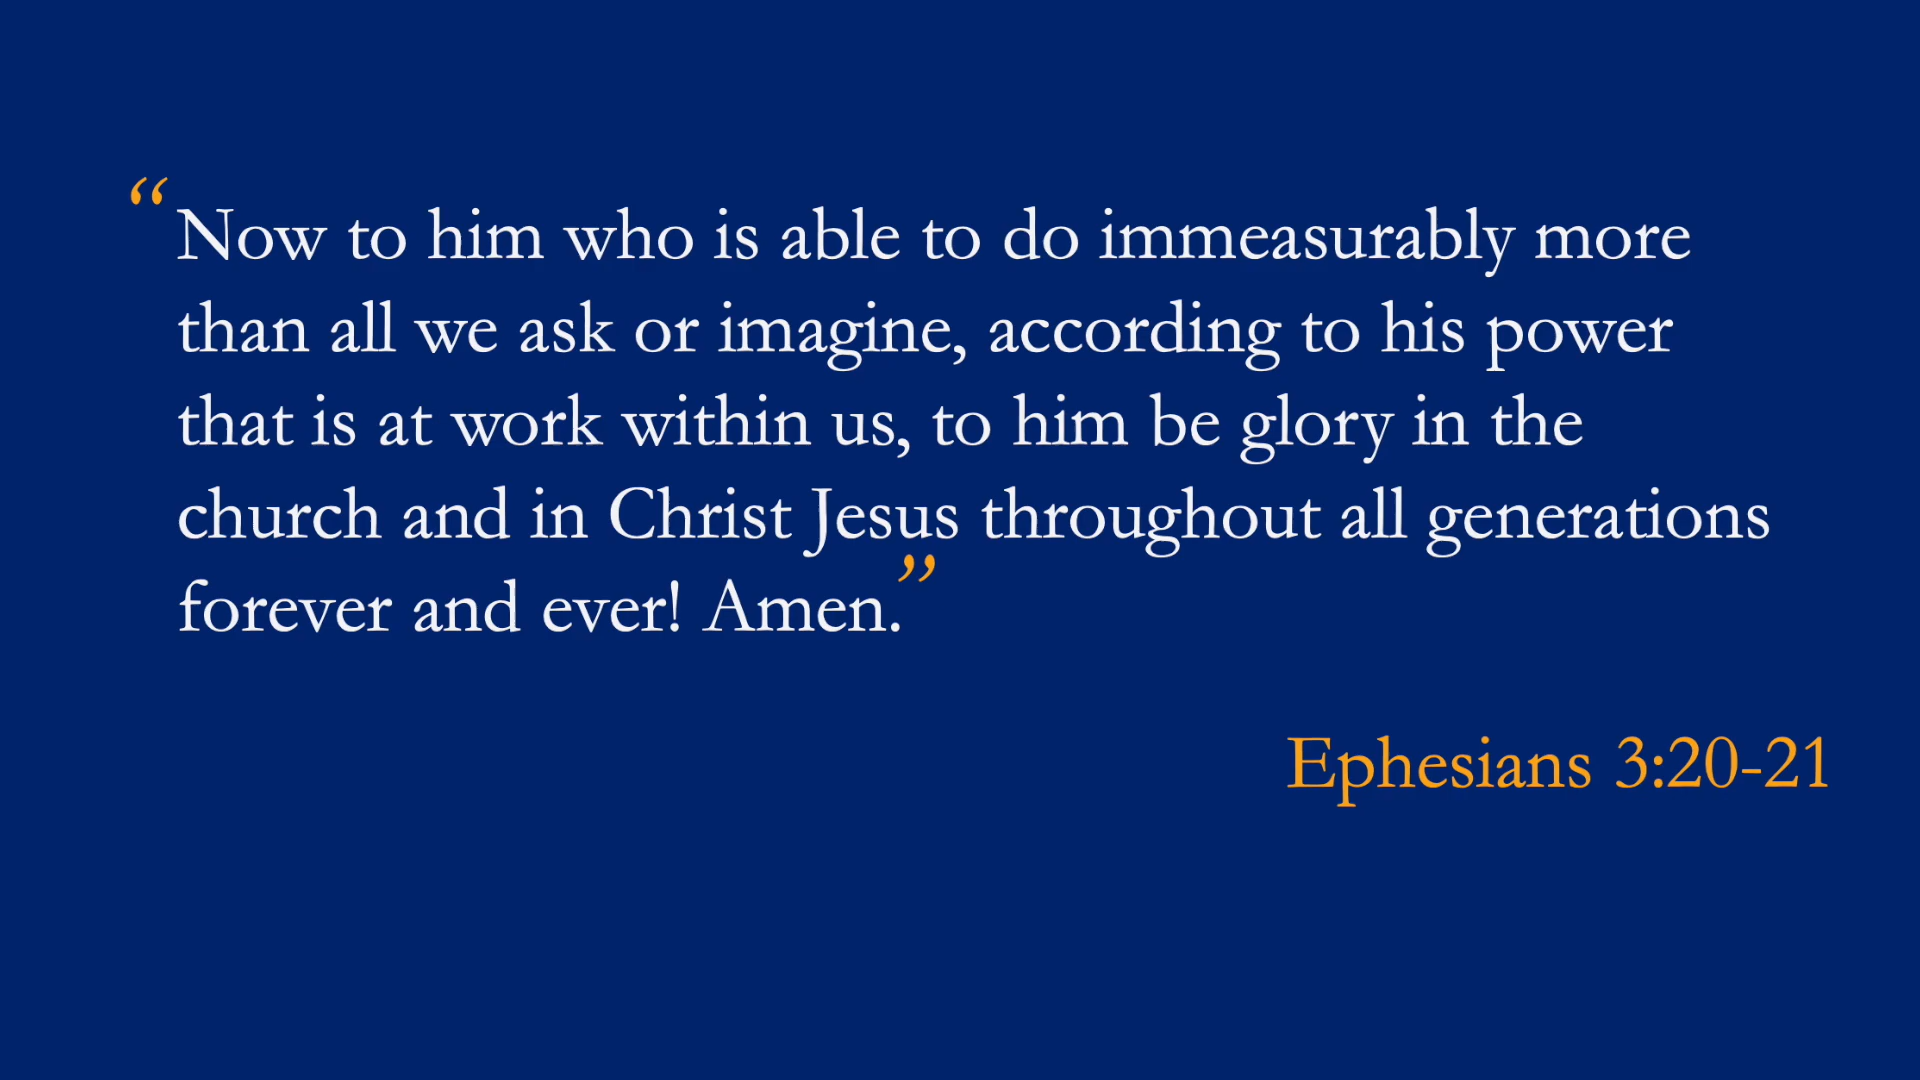 “Now to him who is able to do immeasurably more
than all we ask or imagine, according to his power
that is at work within us, to him be glory in the
church and in Christ Jesus throughout all generations
forever and ever! Amen.”
Ephesians 3:20-21